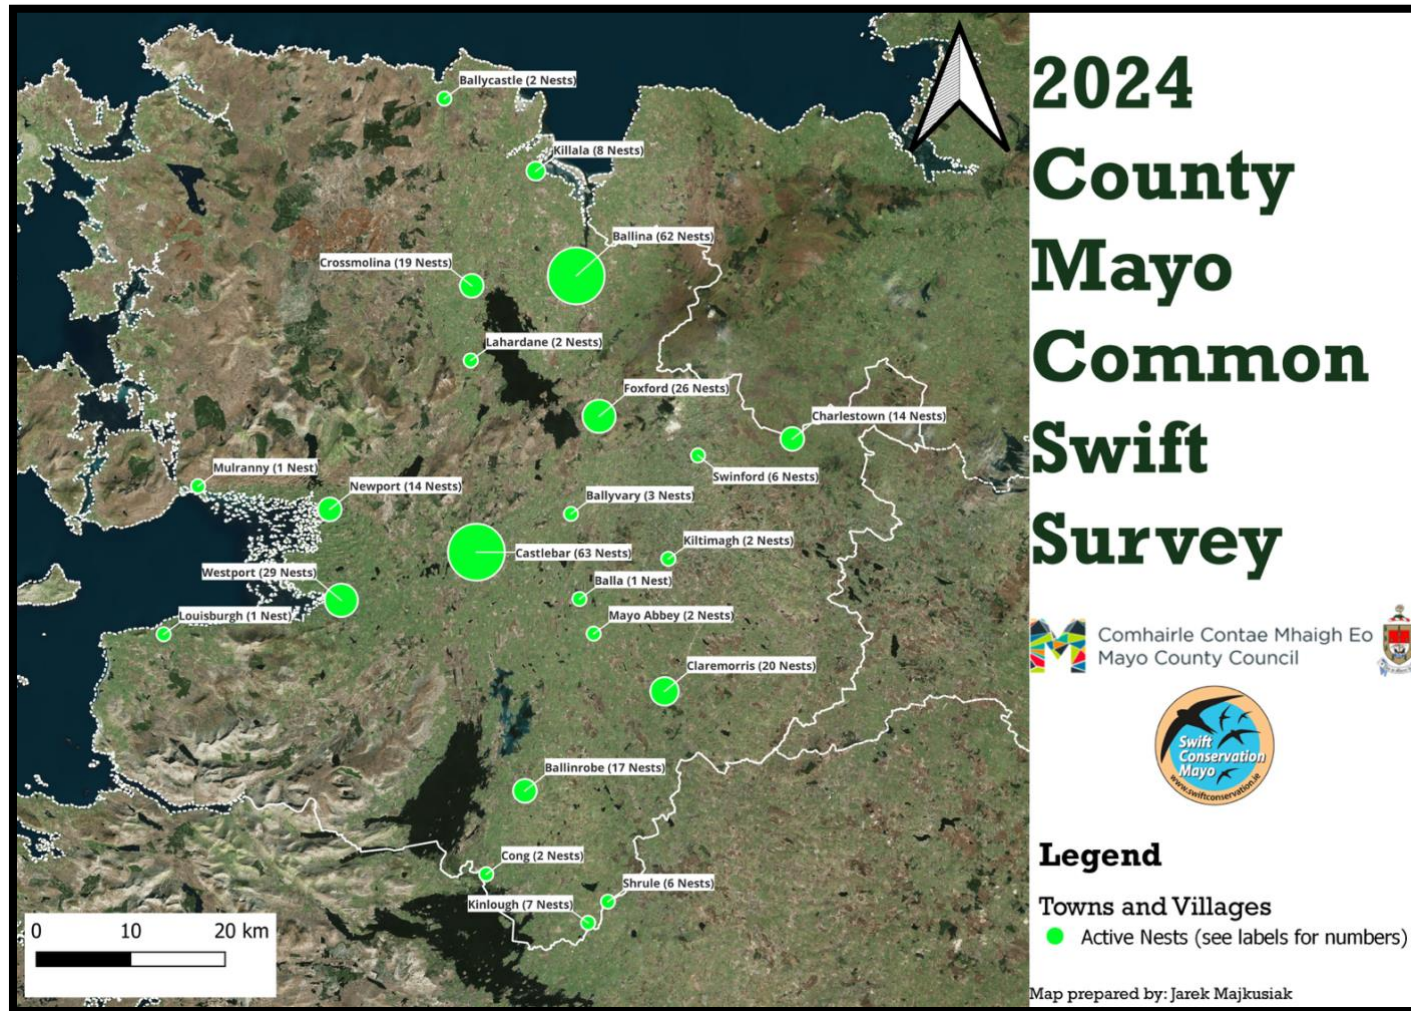 Ballycastle (2 Nests)
Killala (8 Nests)
Ballina (62 Nests)
Crossmolina (19 Nests)
Lahardane (2 Nests)
Foxford (26 Nests)
Charlestown (14 Nests)
Swinford (6 Nests)
Mulranny (1 Nest)
Newport (14 Nests)
Ballyvary (3 Nests)
Castlebar (63 Nests)
Kiltimagh (2 Nests)
Westport (29 Nests)
Balla (1 Nest)
Louisburgh (1 Nest)
Mayo Abbey (2 Nests)
Claremorris (20 Nests)
Ballinrobe (17 Nests)
Cong (2 Nests)
Shrule (6 Nests)
Kinlough (7 Nests)
0 10 20 km
2024
County
Mayo
Common
Swift
Survey
Comhairle Contae Mhaigh Eo
Mayo County Council
Swift
Conservation
Mayo
www.swiftconservation.ie
Legend
Towns and Villages
Active Nests (see labels for numbers)
Map prepared by: Jarek Majkusiak